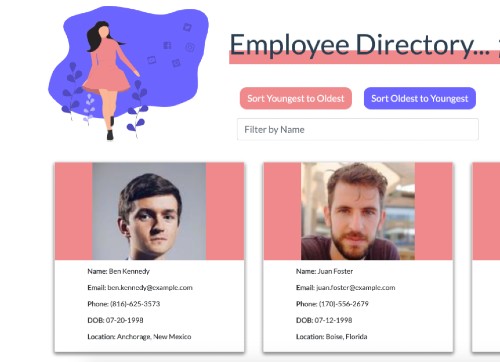 Employee Directory...
Sort Youngest to Oldest
Sort Oldest to Youngest
Filter by Name
Name: Ben Kennedy
Email: ben.kennedy@example.com
Phone: (816)-625-3573
DOB: 07-20-1998
Location: Anchorage, New Mexico
Name: Juan Foster
Email: juan.foster@example.com
Phone: (170)-556-2679
DOB: 07-12-1998
Location: Boise, Florida